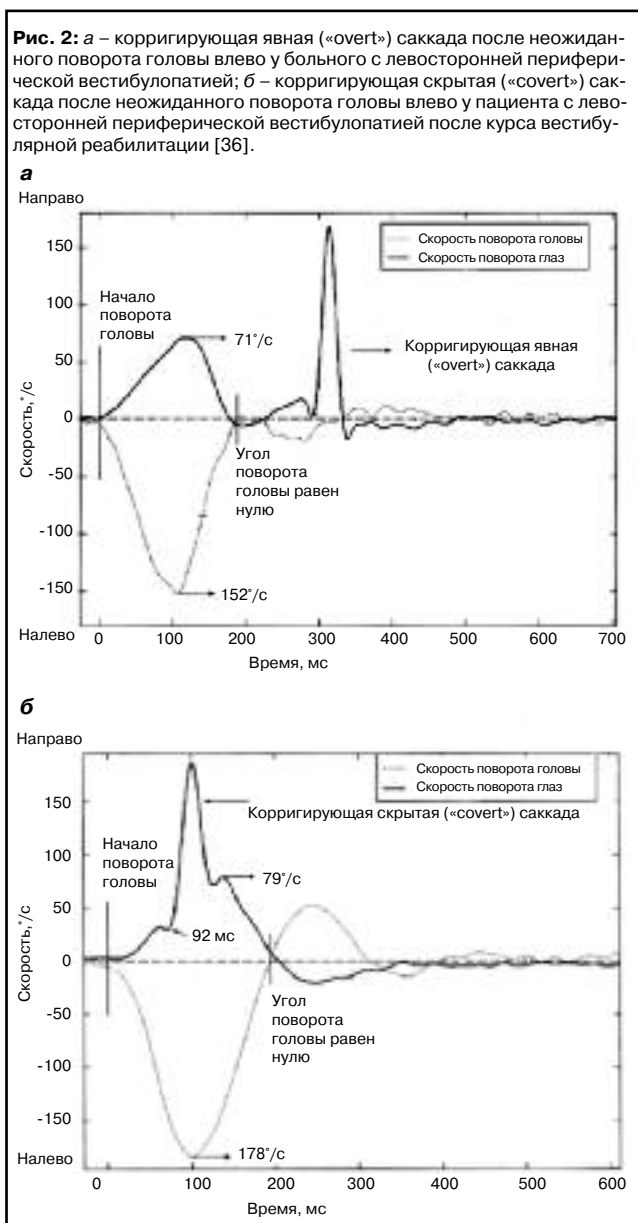 Рис. 2: а – корригирующая явная («overt») саккада после неожидан-
ного поворота головы влево у больного с левосторонней перифери-
ческой вестибулопатией; б – корригирующая скрытая («covert») сак-
када после неожиданного поворота головы влево у пациента с лево-
сторонней периферической вестибулопатией после курса вестибу-
лярной реабилитации [36].
а
Направо
150
100
50
0
-50
-100
-150
Налево
Скорость,°/с
Скорость поворота головы
Скорость поворота глаз
Начало
поворота
головы
71°/с
Корригирующая явная
(«overt») саккада
Угол
поворота
головы равен
нулю
152°/с
0 100 200 300 400 500 600 700
Время, мс
б
Направо
150
100
50
0
-50
-100
-150
Налево
Скорость,°/с
Скорость поворота головы
Скорость поворота глаз
Корригирующая скрытая («covert») саккада
Начало
поворота
головы
79°/с
92 мс
Угол
поворота
головы равен
нулю
178°/с
0 100 200 300 400 500 600
Время, мс